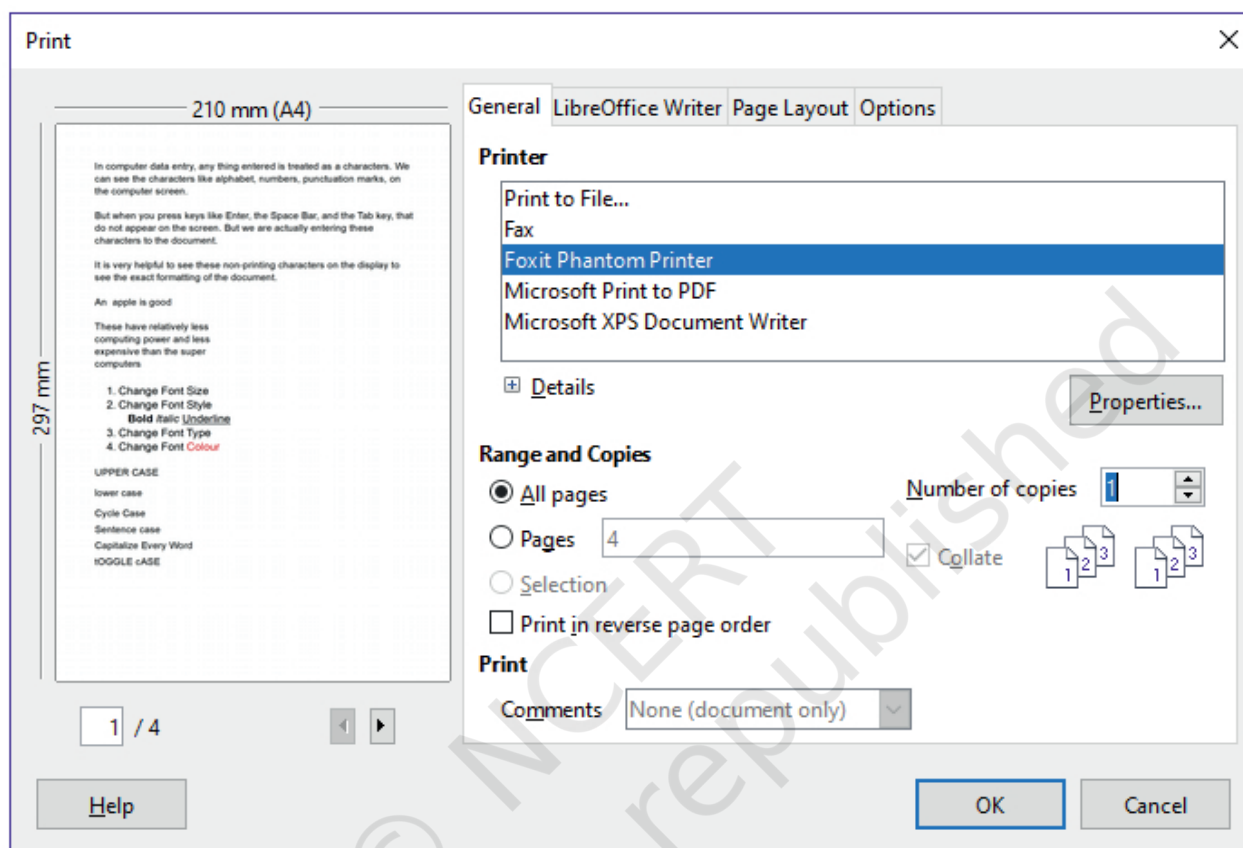 Print
210 mm (A4)
297 mm
In computer data entry, any thing entered is treated as a characters. We
can see the characters like alphabet, numbers, punctuation marks, on
the computer screen.
But when you press keys like Enter, the Space Bar, and the Tab key, that
do not appear on the screen. But we are actually entering these
characters to the document.
It is very helpful to see these non-printing characters on the display to
see the exact formatting of the document.
An apple is good
These have relatively less
computing power and less
expensive than the super
computers
1. Change Font Size
2. Change Font Style
Bold Italic Underline
3. Change Font Type
4. Change Font Colour
UPPER CASE
lower case
Cycle Case
Sentence case
Capitalize Every Word
tOGGLE cASE
1 / 4
General LibreOffice Writer Page Layout Options
Printer
Print to File...
Fax
Foxit Phantom Printer
Microsoft Print to PDF
Microsoft XPS Document Writer
Details
Properties...
Range and Copies
All pages
Number of copies 1
Pages 4
Collate
1 2 3 1 2 3
Selection
Print in reverse page order
Print
Comments None (document only)
Help
OK
Cancel
© NCERT
republished